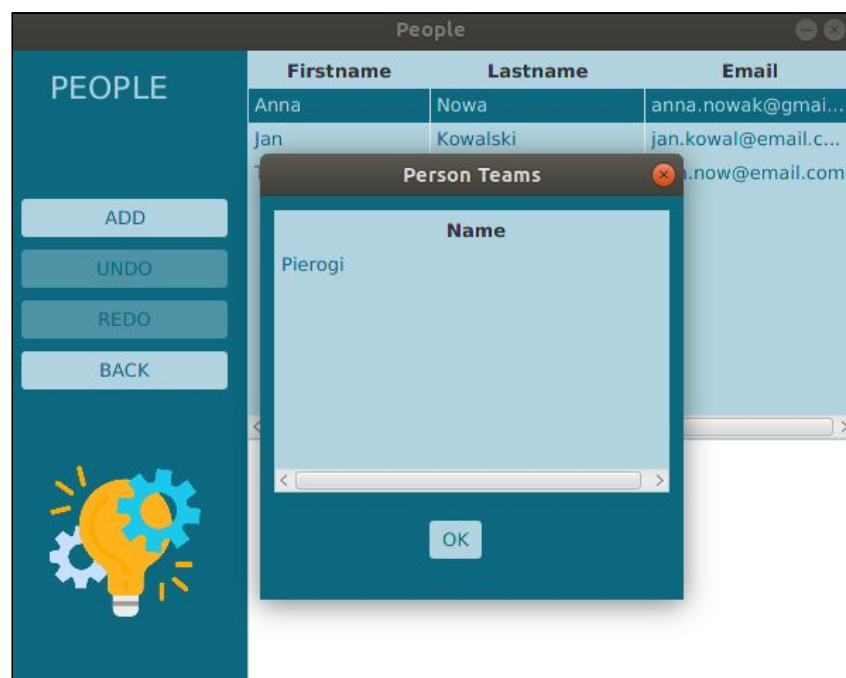 People
PEOPLE
Firstname Lastname Email
Anna Nowa anna.nowak@gmai...
Jan Kowalski jan.kowal@email.c...
.now@email.com
ADD
UNDO
REDO
BACK
Person Teams
Name
Pierogi
OK